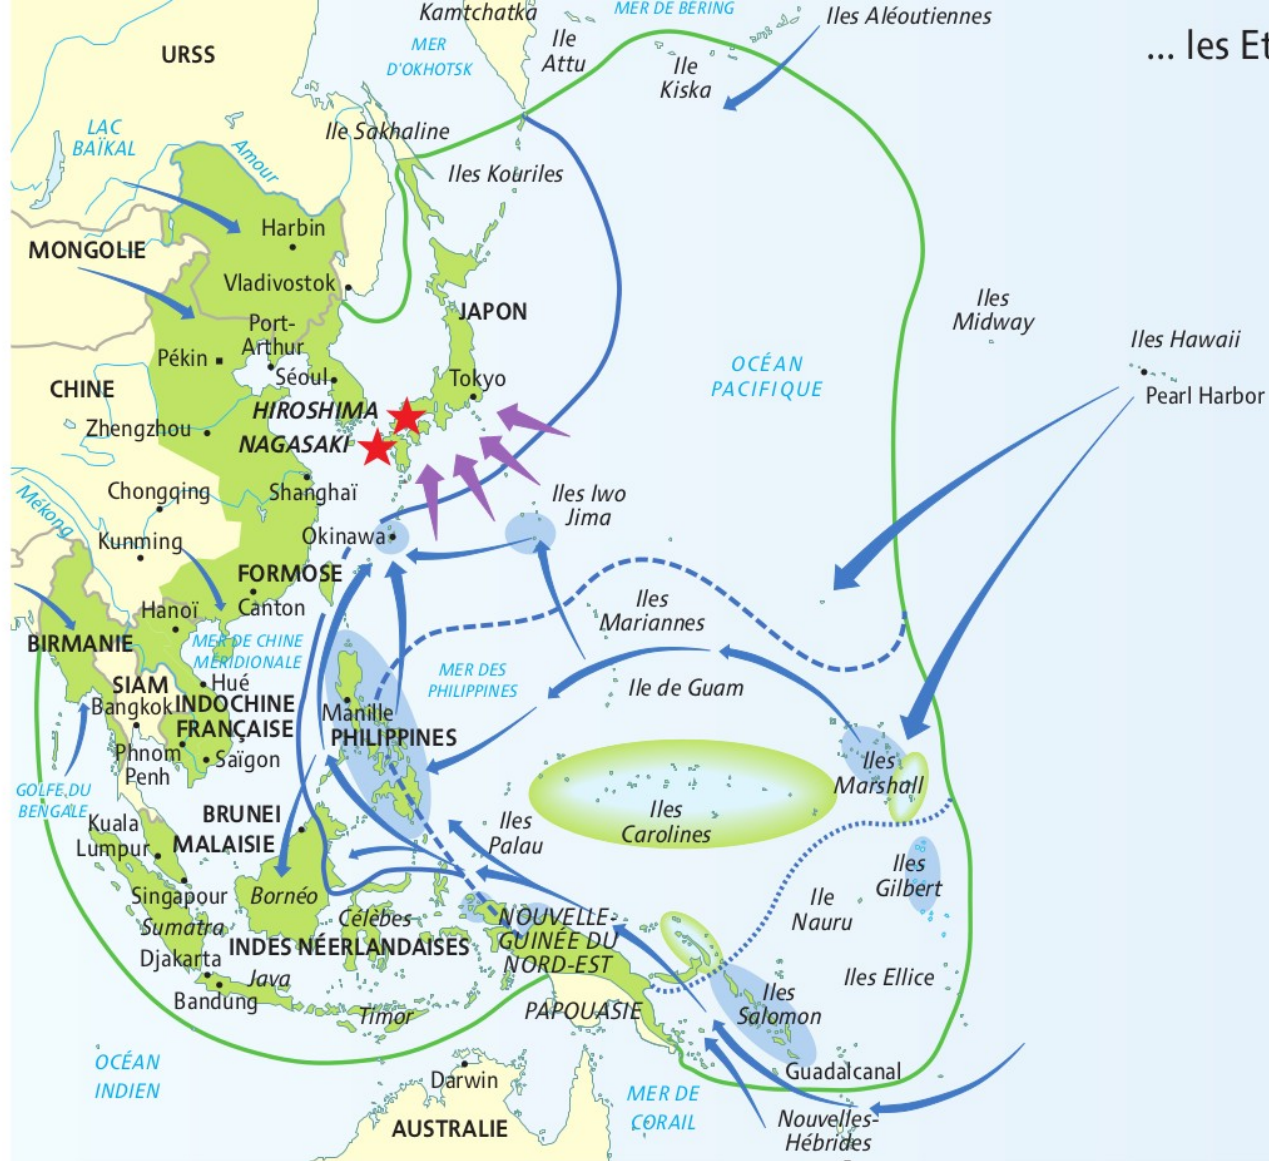 Kamtchatka
MER DE BERING
Iles Aléoutiennes
... les Et
URSS
MER
D'OKHOTSK
Ile
Attu
Ile
Kiska
LAC
BAÏKAL
Amour
Ile Sakhaline
Iles Kouriles
Harbin
MONGOLIE
Vladivostok
JAPON
Iles
Midway
Port-
Arthur
Iles Hawaii
Pékin
Séoul
Tokyo
OCÉAN
PACIFIQUE
CHINE
Pearl Harbor
HIROSHIMA
Zhengzhou
NAGASAKI
Chongqing
Shanghaï
Iles Iwo
Jima
Mékong
Kunming
Okinawa
FORMOSE
Hanoï
Canton
Iles
Mariannes
BIRMANIE
MER DE CHINE
MÉRIDIONALE
MER DES
PHILIPPINES
SIAM
Hué
Ile de Guam
Bangkok
INDOCHINE
FRANÇAISE
Manille
PHILIPPINES
Phnom
Penh
Saïgon
Iles
Marshall
GOLFE DU
BENGALE
BRUNEI
Iles
Carolines
Kuala
Lumpur
MALAISIE
Iles
Palau
Iles
Gilbert
Singapour
Bornéo
Ile
Nauru
Sumatra
Célèbes
NOUVELLE-
GUINÉE DU
NORD-EST
INDES NÉERLANDAISES
Djakarta
Java
Iles Ellice
Bandung
Timor
PAPOUASIE
Iles
Salomon
OCÉAN
INDIEN
Darwin
Guadalcanal
MER DE
CORAIL
AUSTRALIE
Nouvelles-
Hébrides